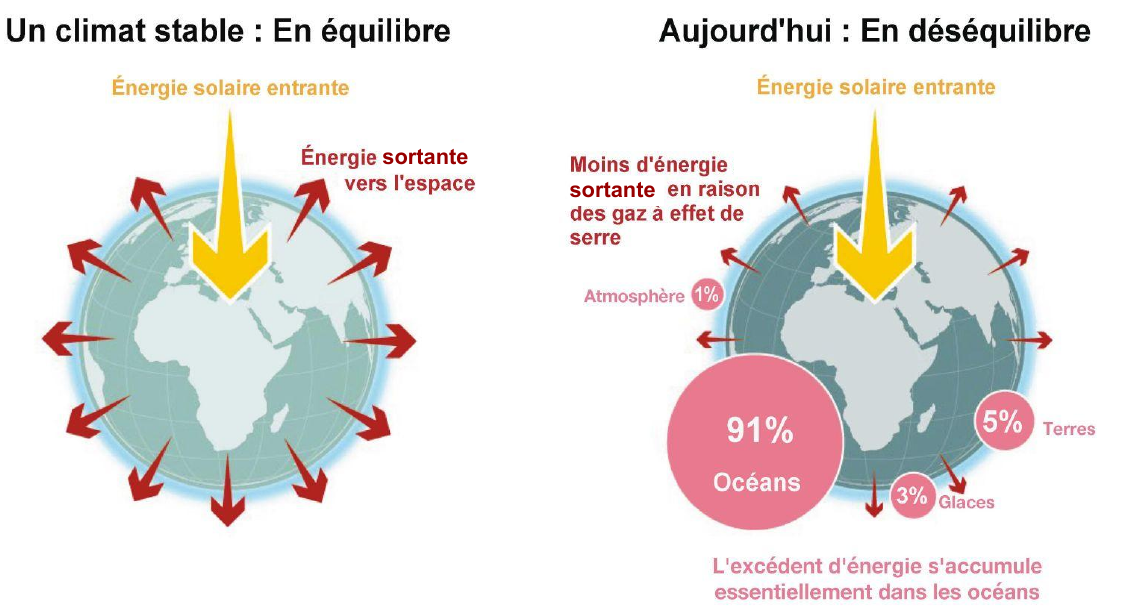 Un climat stable : En équilibre
Énergie solaire entrante
Énergie sortante
vers l'espace
Aujourd'hui : En déséquilibre
Énergie solaire entrante
Moins d'énergie
sortante en raison
des gaz à effet de
serre
Atmosphère 1%
91%
Océans
5% Terres
3% Glaces
L'excédent d'énergie s'accumule
essentiellement dans les océans